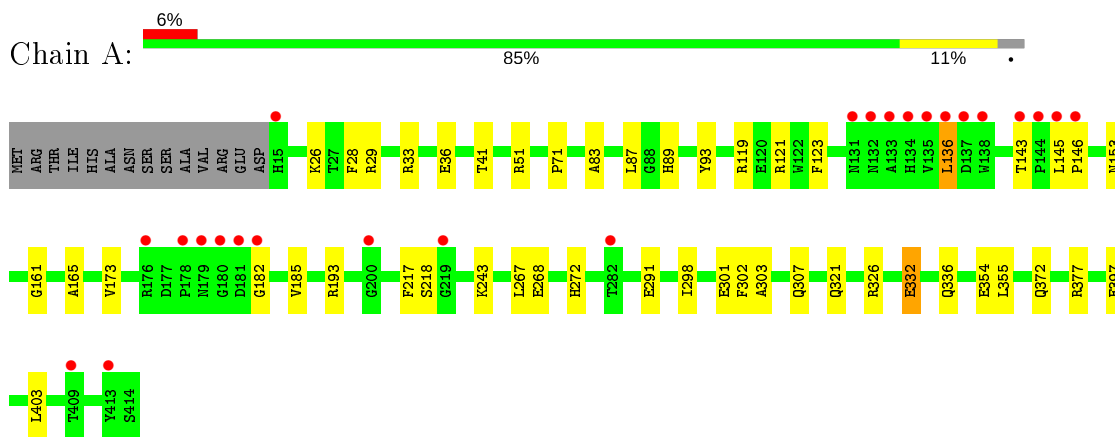 6%
Chain A:
85% 11% •
MET ARG THR ILE HIS ALA ASN SER SER ALA VAL ARG GLU ASP H15 K26 T27 F28 R29 R33 E36 T41 R51 P71 A83 L87 G88 H89 Y93 R119 E120 R121 W122 F123 N131 N132 A133 H134 V135 L136 D137 W138 T143 P144 L145 P146 N153
G161 A165 V173 R176 D177 P178 N179 G180 D181 G182 V185 R193 G200 F217 S218 G219 K243 L267 E268 H272 T282 E291 I298 E301 F302 A303 Q307 Q321 R326 E332 Q336 E354 L355 Q372 R377
L403 T409 Y413 S414